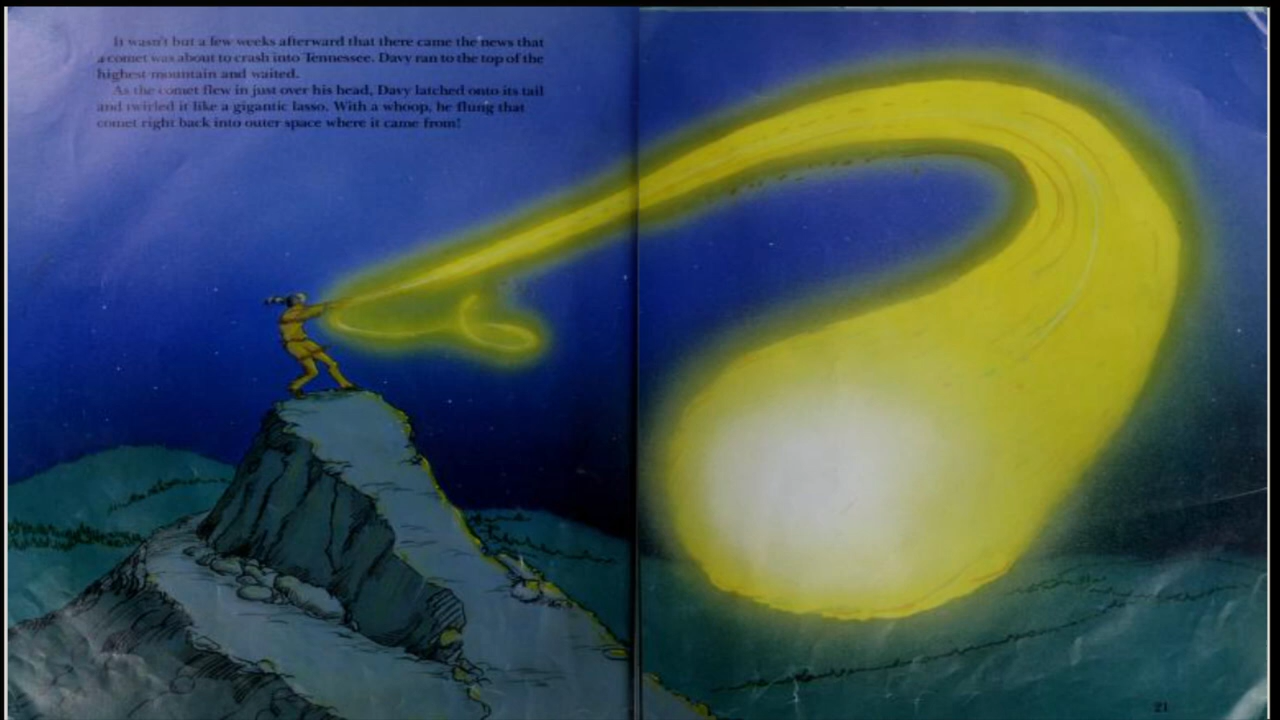 It wasn't but a few weeks afterward that there came the news that
a comet was about to crash into Tennessee. Davy ran to the top of the
highest mountain and waited.
As the comet flew in just over his head, Davy latched onto its tail
and twirled it like a gigantic lasso. With a whoop, he flung that
comet right back into outer space where it came from!
21